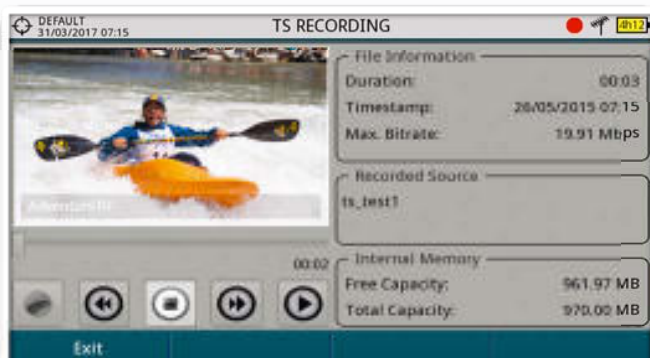 DEFAULT
31/03/2017 07:15
TS RECORDING
4h12
File Information
Duration: 00:03
Timestamp: 26/05/2015 07:15
Max. Bitrate: 19.91 Mbps
Recorded Source
ts_test1
00:02
Internal Memory
Free Capacity: 961.97 MB
Total Capacity: 970.00 MB
Exit